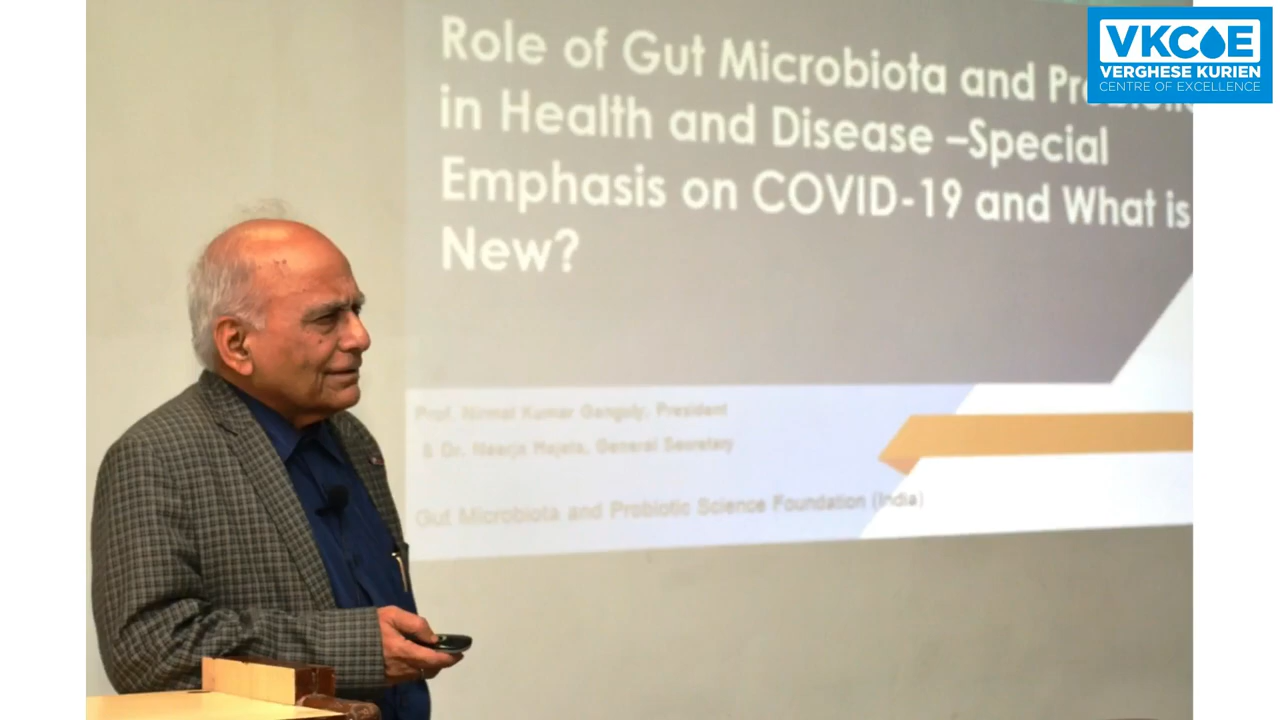 VKCOE
VERGHESE KURIEN
CENTRE OF EXCELLENCE
Role of Gut Microbiota and
in Health and Disease –Special
Emphasis on COVID-19 and What is
New?
Prof. Nirmal Kumar Ganguly, President
& Dr. Neerja Hajela, General Secretary
Gut Microbiota and Probiotic Science Foundation (India)